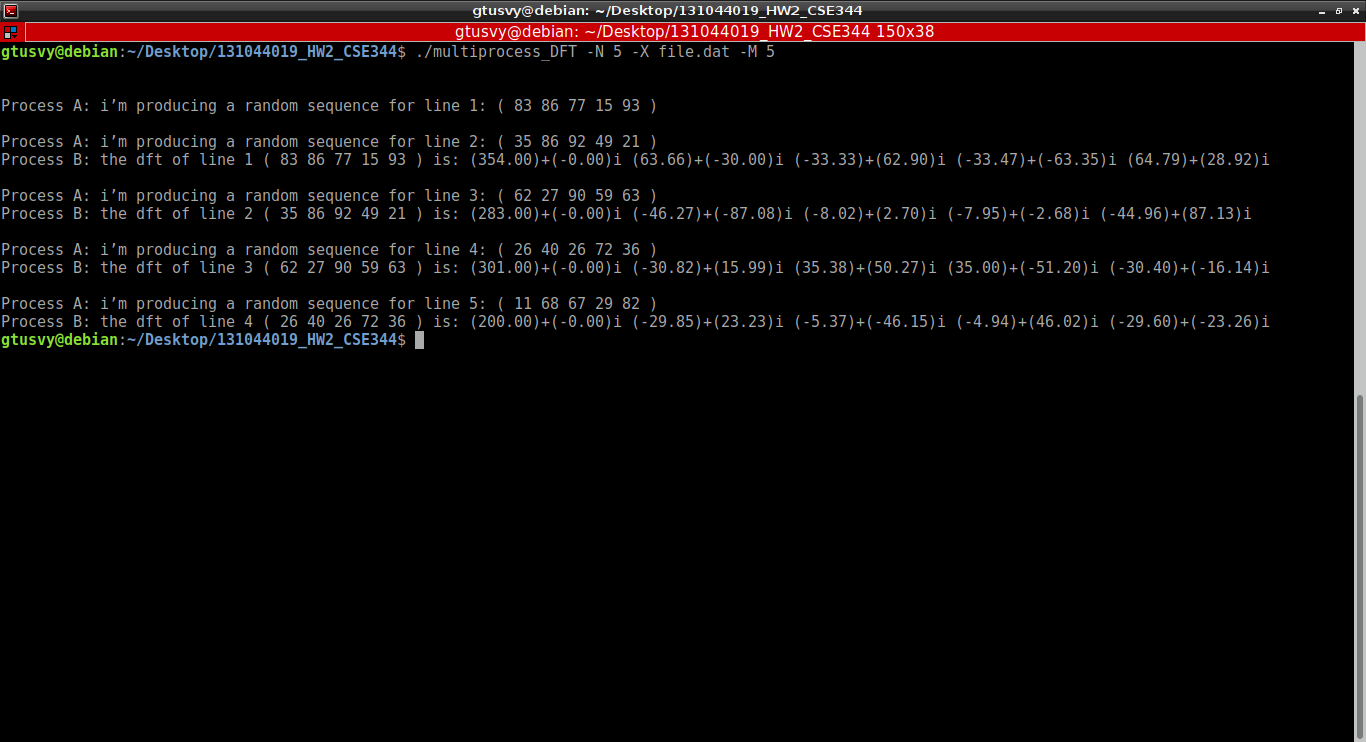 gtusvy@debian: ~/Desktop/131044019_HW2_CSE344
gtusvy@debian: ~/Desktop/131044019_HW2_CSE344 150x38
gtusvy@debian:~/Desktop/131044019_HW2_CSE344$ ./multiprocess_DFT -N 5 -X file.dat -M 5
Process A: i’m producing a random sequence for line 1: ( 83 86 77 15 93 )
Process A: i’m producing a random sequence for line 2: ( 35 86 92 49 21 )
Process B: the dft of line 1 ( 83 86 77 15 93 ) is: (354.00)+(-0.00)i (63.66)+(-30.00)i (-33.33)+(62.90)i (-33.47)+(-63.35)i (64.79)+(28.92)i
Process A: i’m producing a random sequence for line 3: ( 62 27 90 59 63 )
Process B: the dft of line 2 ( 35 86 92 49 21 ) is: (283.00)+(-0.00)i (-46.27)+(-87.08)i (-8.02)+(2.70)i (-7.95)+(-2.68)i (-44.96)+(87.13)i
Process A: i’m producing a random sequence for line 4: ( 26 40 26 72 36 )
Process B: the dft of line 3 ( 62 27 90 59 63 ) is: (301.00)+(-0.00)i (-30.82)+(15.99)i (35.38)+(50.27)i (35.00)+(-51.20)i (-30.40)+(-16.14)i
Process A: i’m producing a random sequence for line 5: ( 11 68 67 29 82 )
Process B: the dft of line 4 ( 26 40 26 72 36 ) is: (200.00)+(-0.00)i (-29.85)+(23.23)i (-5.37)+(-46.15)i (-4.94)+(46.02)i (-29.60)+(-23.26)i
gtusvy@debian:~/Desktop/131044019_HW2_CSE344$